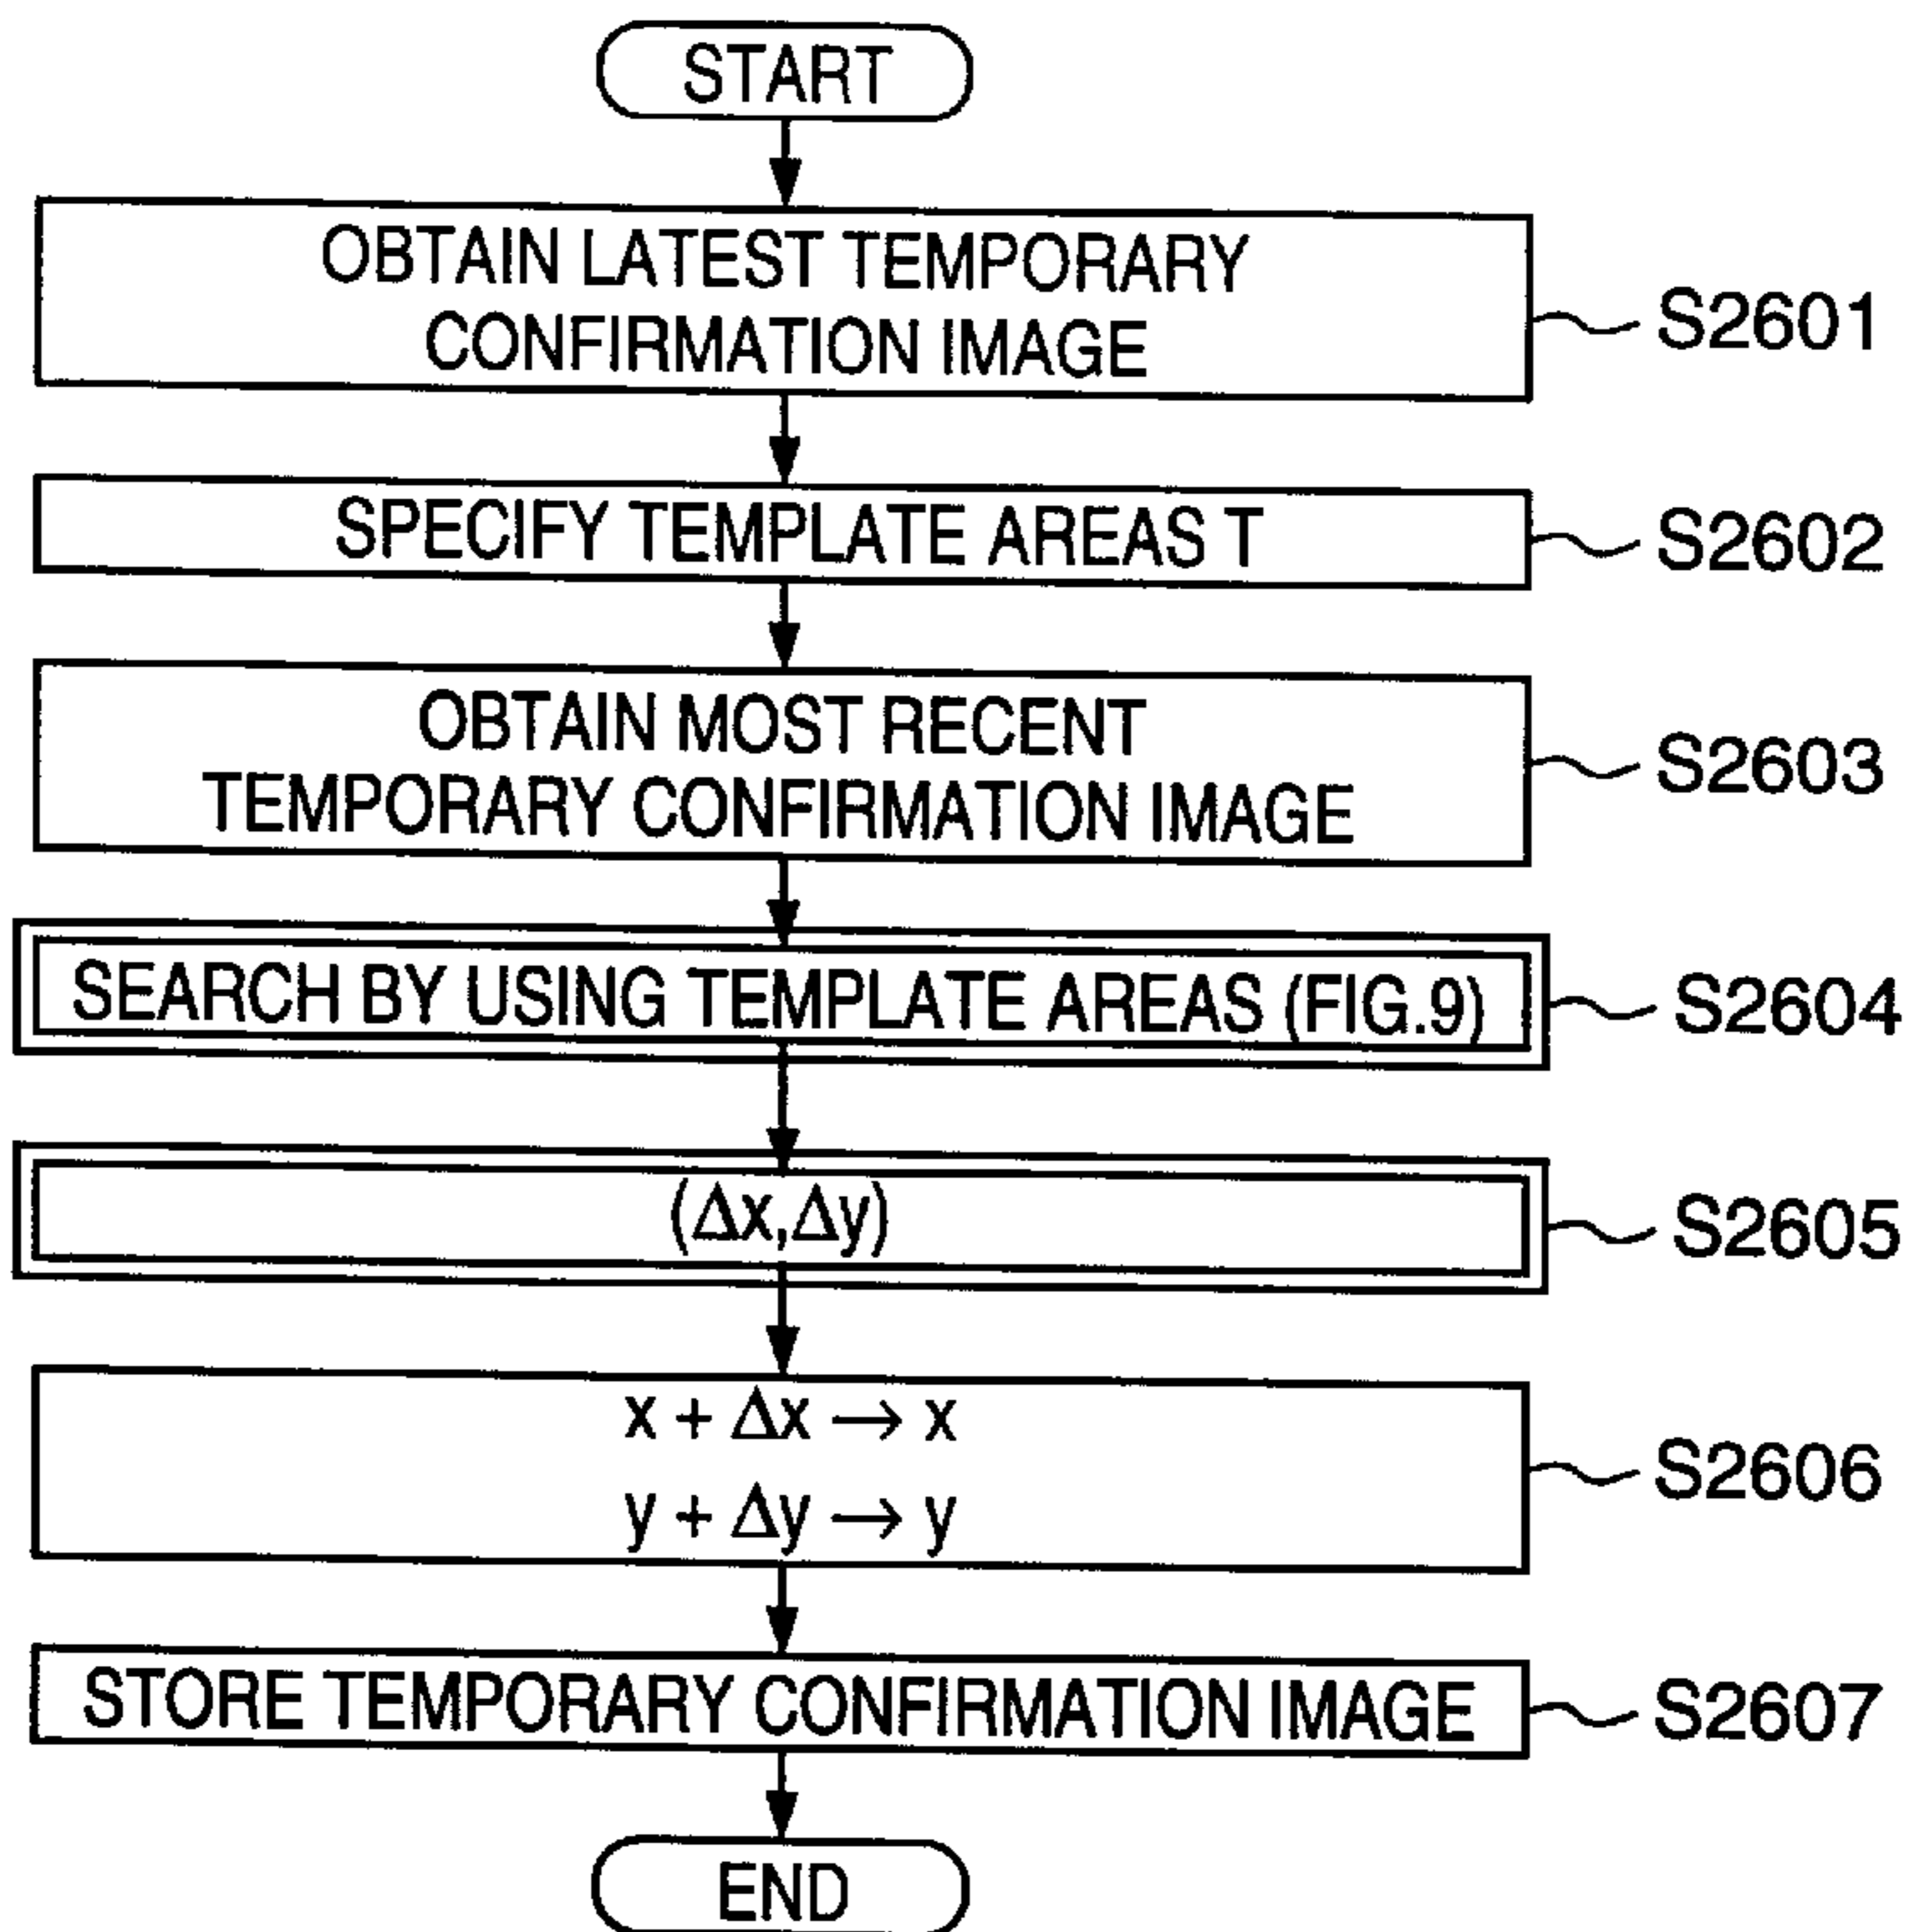 START
OBTAIN LATEST TEMPORARY
CONFIRMATION IMAGE
S2601
SPECIFY TEMPLATE AREAS T
S2602
OBTAIN MOST RECENT
TEMPORARY CONFIRMATION IMAGE
S2603
SEARCH BY USING TEMPLATE AREAS (FIG.9)
S2604
(Δx,Δy)
S2605
x + Δx → x
y + Δy → y
S2606
STORE TEMPORARY CONFIRMATION IMAGE
S2607
END